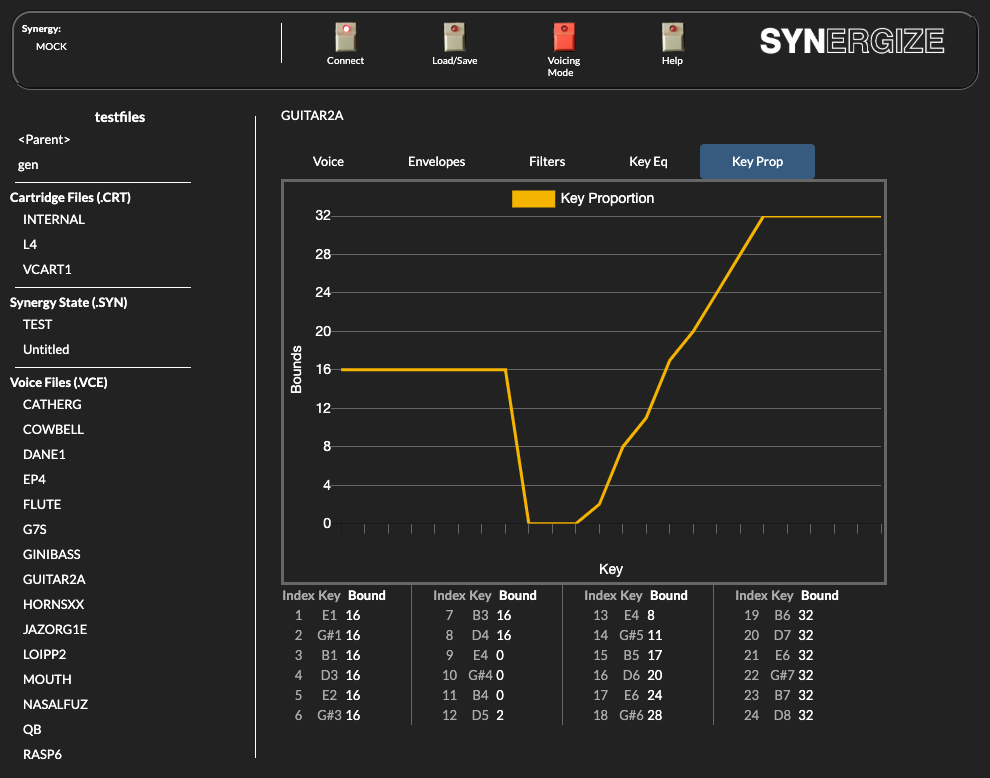 Synergy:
MOCK
Connect
Load/Save
Voicing
Mode
Help
SYNERGIZE
testfiles
<Parent>
gen
Cartridge Files (.CRT)
INTERNAL
L4
VCART1
Synergy State (.SYN)
TEST
Untitled
Voice Files (.VCE)
CATHERG
COWBELL
DANE1
EP4
FLUTE
G7S
GINIBASS
GUITAR2A
HORNSXX
JAZORG1E
LOIPP2
MOUTH
NASALFUZ
QB
RASP6
GUITAR2A
Voice Envelopes Filters Key Eq Key Prop
Key Proportion
32
28
24
20
16
12
8
4
0
Bounds
Key
Index Key Bound Index Key Bound Index Key Bound Index Key Bound
1 E1 16 7 B3 16 13 E4 8 19 B6 32
2 G#1 16 8 D4 16 14 G#5 11 20 D7 32
3 B1 16 9 E4 0 15 B5 17 21 E6 32
4 D3 16 10 G#4 0 16 D6 20 22 G#7 32
5 E2 16 11 B4 0 17 E6 24 23 B7 32
6 G#3 16 12 D5 2 18 G#6 28 24 D8 32